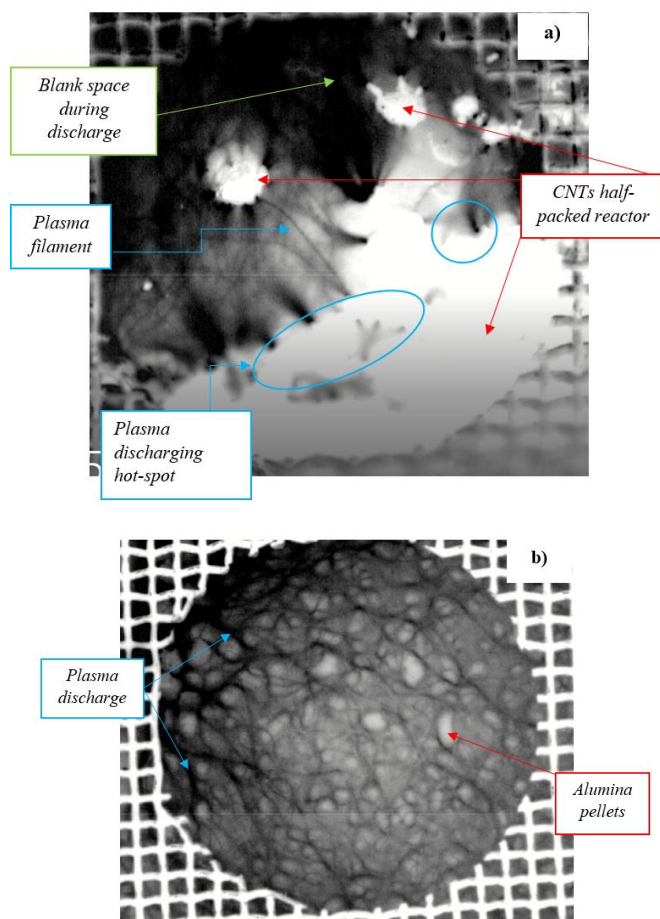 a)
Blank space
during
discharge
CNTs half-
packed reactor
Plasma
filament
Plasma
discharging
hot-spot
b)
Plasma
discharge
Alumina
pellets